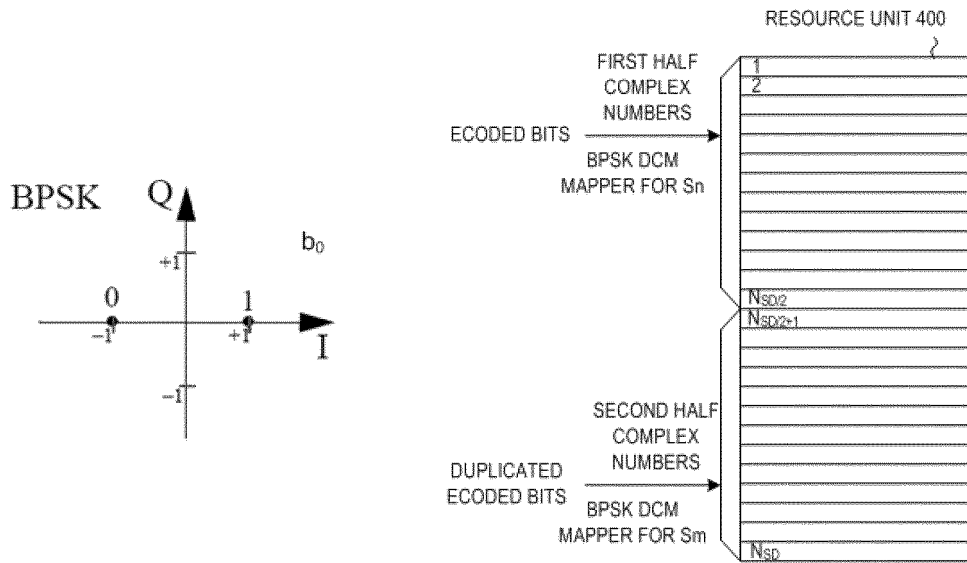 BPSK
Q
+1
b0
0
1
-1
+1
I
-1
RESOURCE UNIT 400
FIRST HALF
COMPLEX
NUMBERS
ECODED BITS
BPSK DCM
MAPPER FOR Sn
1
2
NSD/2
NSD/2+1
SECOND HALF
COMPLEX
NUMBERS
DUPLICATED
ECODED BITS
BPSK DCM
MAPPER FOR Sm
NSD